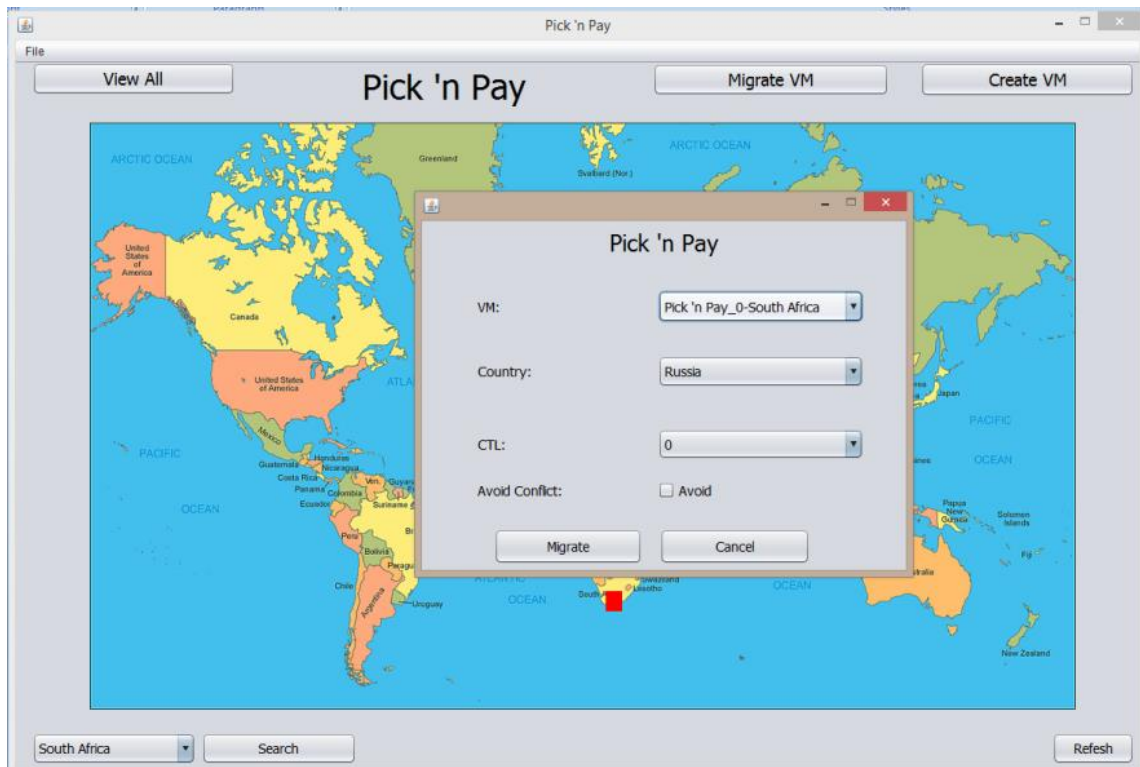 Pick 'n Pay
File
View All
Pick 'n Pay
Migrate VM
Create VM
ARCTIC OCEAN
Greenland
Svalbard (Nor.)
ARCTIC OCEAN
United
States
of
America
Canada
United States
of America
Mexico
PACIFIC
OCEAN
Guatemala
Honduras
Nicaragua
Costa Rica
Panama
Ven.
Colombia
Suriname
Ecuador
Peru
Bolivia
Chile
Argentina
Uruguay
OCEAN
Swaziland
Lesotho
OCEAN
Japan
PACIFIC
OCEAN
Papua
New
Guinea
Solomon
Islands
Fiji
New Zealand
Pick 'n Pay
VM:
Pick 'n Pay_0-South Africa
Country:
Russia
CTL:
0
Avoid Conflict:
Avoid
Migrate
Cancel
South Africa
Search
Refesh